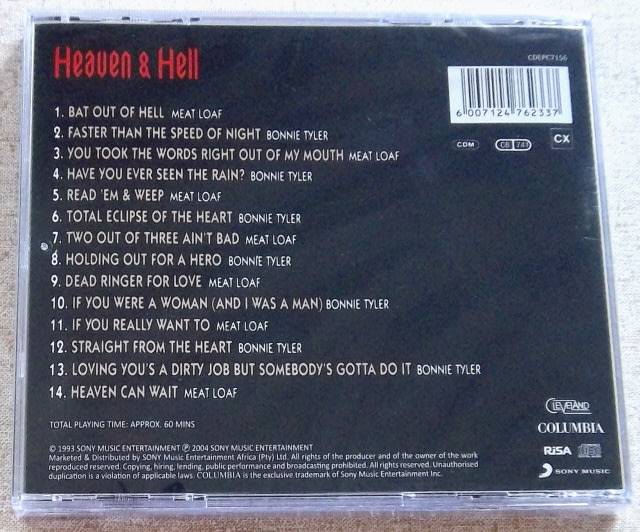 Heaven & Hell
CDEPC7156
6 007124 762337
CDM
CB 741
CX
1. BAT OUT OF HELL MEAT LOAF
2. FASTER THAN THE SPEED OF NIGHT BONNIE TYLER
3. YOU TOOK THE WORDS RIGHT OUT OF MY MOUTH MEAT LOAF
4. HAVE YOU EVER SEEN THE RAIN? BONNIE TYLER
5. READ 'EM & WEEP MEAT LOAF
6. TOTAL ECLIPSE OF THE HEART BONNIE TYLER
7. TWO OUT OF THREE AIN'T BAD MEAT LOAF
8. HOLDING OUT FOR A HERO BONNIE TYLER
9. DEAD RINGER FOR LOVE MEAT LOAF
10. IF YOU WERE A WOMAN (AND I WAS A MAN) BONNIE TYLER
11. IF YOU REALLY WANT TO MEAT LOAF
12. STRAIGHT FROM THE HEART BONNIE TYLER
13. LOVING YOU'S A DIRTY JOB BUT SOMEBODY'S GOTTA DO IT BONNIE TYLER
14. HEAVEN CAN WAIT MEAT LOAF
TOTAL PLAYING TIME: APPROX. 60 MINS
CLEVELAND
COLUMBIA
RiSA
SONY MUSIC
© 1993 SONY MUSIC ENTERTAINMENT ℗ 2004 SONY MUSIC ENTERTAINMENT
Marketed & Distributed by SONY Music Entertainment Africa (Pty) Ltd. All rights of the producer and of the owner of the work
reproduced reserved. Copying, hiring, lending, public performance and broadcasting prohibited. All rights reserved. Unauthorised
duplication is a violation of applicable laws. COLUMBIA is the exclusive trademark of Sony Music Entertainment Inc.